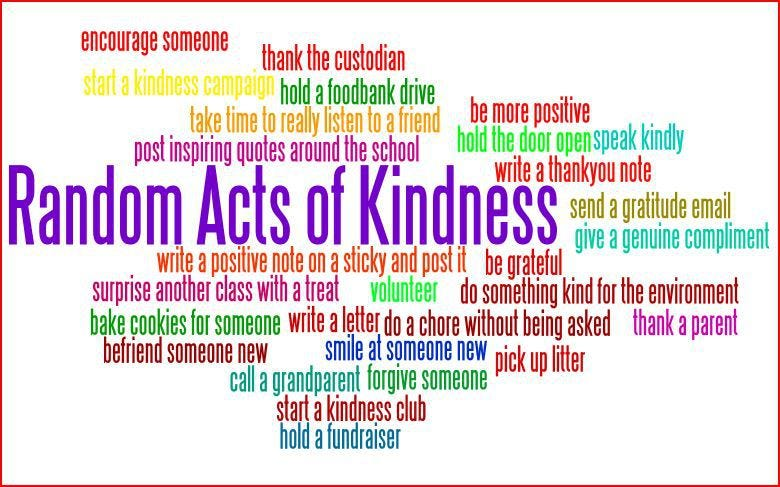 encourage someone
thank the custodian
start a kindness campaign
hold a foodbank drive
take time to really listen to a friend
be more positive
hold the door open
speak kindly
post inspiring quotes around the school
write a thankyou note
Random Acts of Kindness
send a gratitude email
give a genuine compliment
write a positive note on a sticky and post it
be grateful
surprise another class with a treat
volunteer
do something kind for the environment
bake cookies for someone
write a letter
do a chore without being asked
thank a parent
befriend someone new
smile at someone new
pick up litter
call a grandparent
forgive someone
start a kindness club
hold a fundraiser